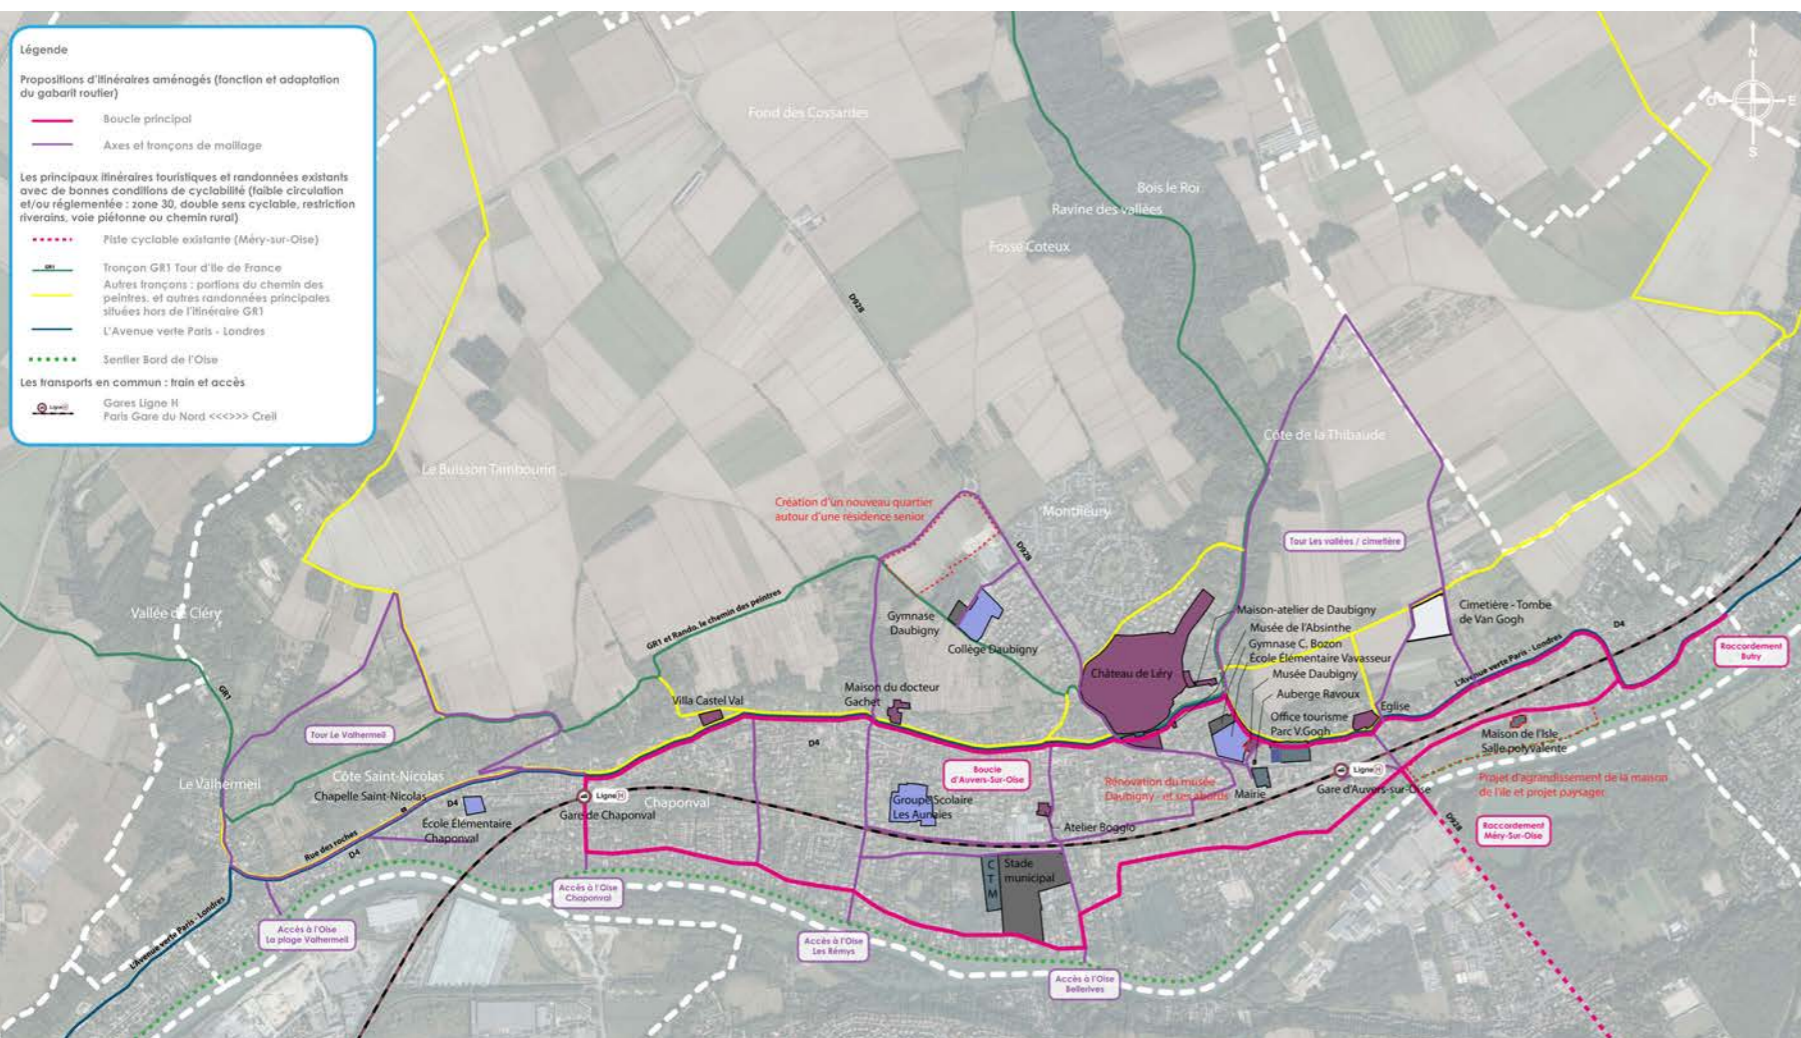 Légende
Propositions d'itinéraires aménagés (fonction et adaptation
du gabarit routier)
Boucle principal
Axes et tronçons de maillage
Les principaux itinéraires touristiques et randonnées existants
avec de bonnes conditions de cyclabilité (faible circulation
et/ou réglementée : zone 30, double sens cyclable, restriction
riverains, voie piétonne ou chemin rural)
Piste cyclable existante (Méry-sur-Oise)
GR1
Tronçon GR1 Tour d'Ile de France
Autres tronçons : portions du chemin des
peintres, et autres randonnées principales
situées hors de l'itinéraire GR1
L'Avenue verte Paris - Londres
Sentier Bord de l'Oise
Les transports en commun : train et accès
Ligne H
Gares Ligne H
Paris Gare du Nord <<<>>> Creil
N
O
E
S
Fond des Cossardes
Bois le Roi
Ravine des vallées
Fosse Coteux
D928
Côte de la Thibaude
Le Buisson Tambourin
Création d'un nouveau quartier
autour d'une résidence senior
Montfleury
D928
Tour Les vallées / cimetière
Vallée de Cléry
GR1 et Rando. le chemin des peintres
Gymnase
Daubigny
Collège Daubigny
Maison-atelier de Daubigny
Musée de l'Absinthe
Gymnase C. Bozon
École Élémentaire Vavasseur
Musée Daubigny
Auberge Ravoux
Office tourisme
Parc V.Gogh
Cimetière - Tombe
de Van Gogh
D4
Raccordement
Butry
L'Avenue verte Paris - Londres
Château de Léry
Eglise
GR1
Villa Castel Val
Maison du docteur
Gachet
Tour Le Valhermeil
D4
Maison de l'Isle
Salle polyvalente
Le Valhermeil
Côte Saint-Nicolas
Chapelle Saint-Nicolas
D4
École Élémentaire
Chaponval
Ligne H
Gare de Chaponval
Chaponval
Boucle
d'Auvers-Sur-Oise
Groupe Scolaire
Les Aunaies
Rénovation du musée
Daubigny - et ses abords
Mairie
Ligne H
Gare d'Auvers-sur-Oise
Projet d'agrandissement de la maison
de l'île et projet paysager
Atelier Boggio
D928
Raccordement
Méry-Sur-Oise
Rue des roches
D4
C
T
M
Stade
municipal
Accès à l'Oise
Chaponval
L'Avenue verte Paris - Londres
Accès à l'Oise
La plage Valhermeil
Accès à l'Oise
Les Rémys
Accès à l'Oise
Bellerives